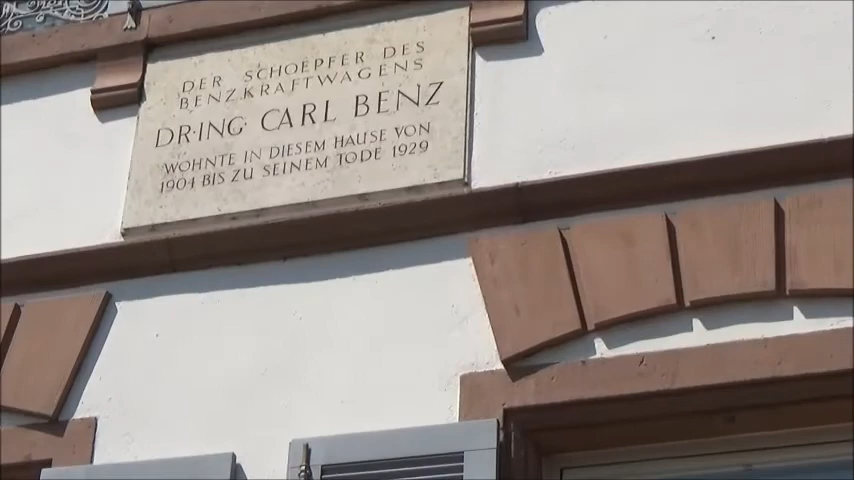 DER SCHOEPFER DES
BENZ.KRAFTWAGENS
DR·ING· CARL BENZ
WOHNTE IN DIESEM HAUSE VON
1904 BIS ZU SEINEM TODE 1929